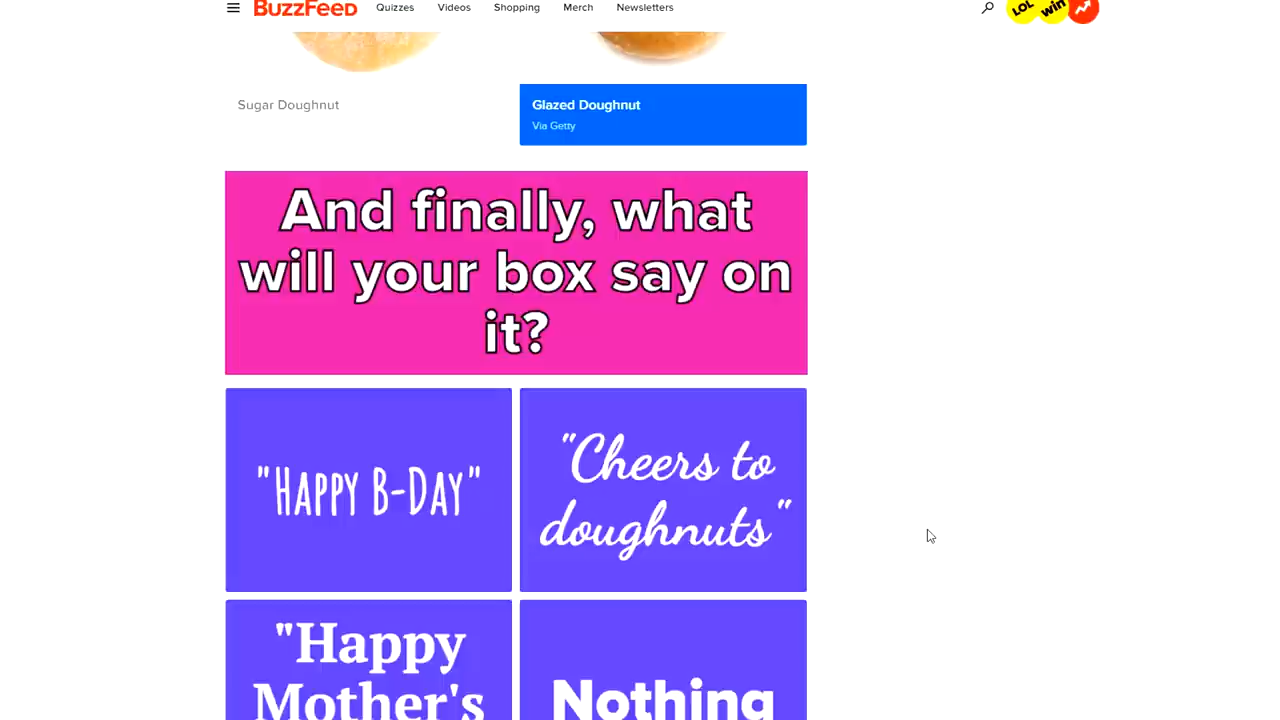 BuzzFeed Quizzes Videos Shopping Merch Newsletters LOL win
Sugar Doughnut
Glazed Doughnut
Via Getty
And finally, what
will your box say on
it?
"HAPPY B-DAY"
"Cheers to
doughnuts"
"Happy
Mother's
Nothing